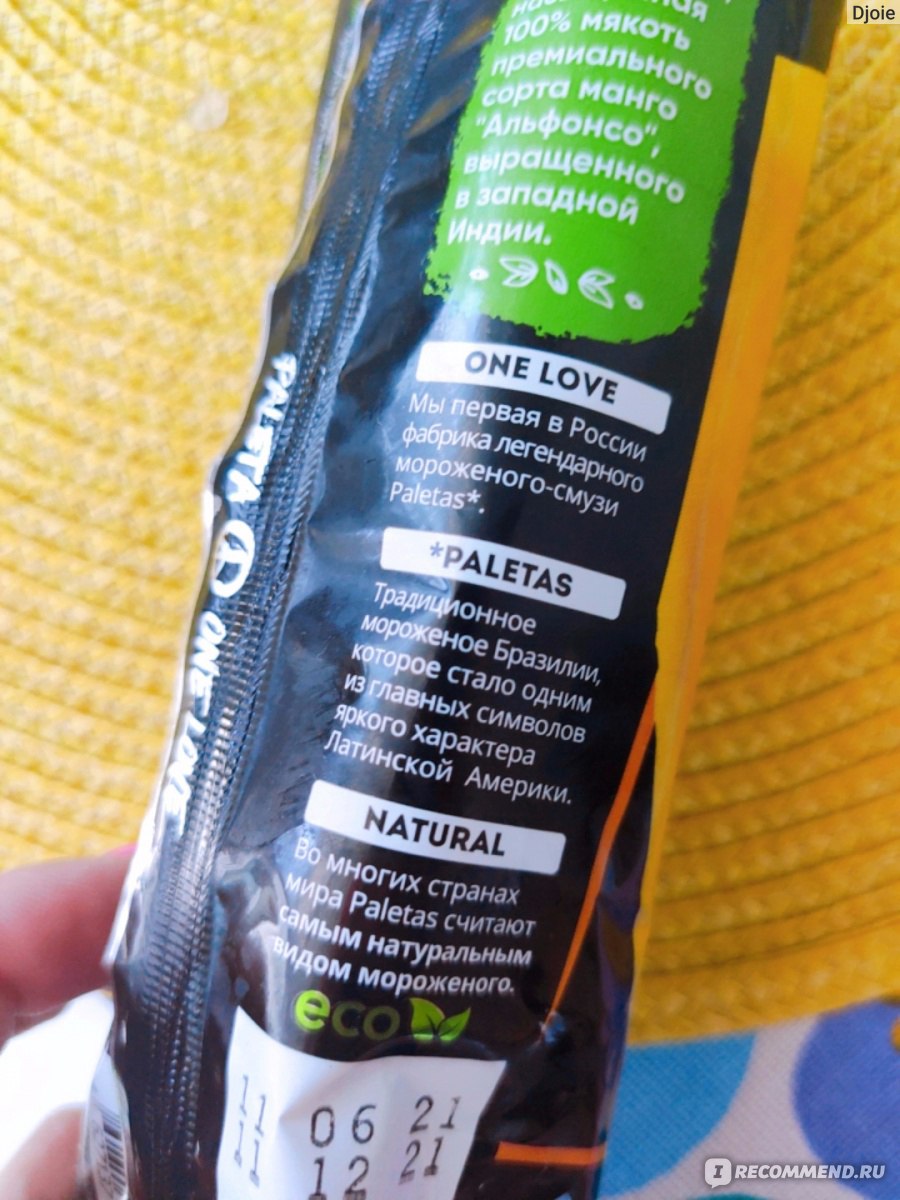 Djoie
100% мякоть
премиального
сорта манго
"Альфонсо",
выращенного
в западной
Индии.
ONE LOVE
Мы первая в России
фабрика легендарного
мороженого-смузи
Paletas*.
*PALETAS
Традиционное
мороженое Бразилии,
которое стало одним
из главных символов
яркого характера
Латинской Америки.
NATURAL
Во многих странах
мира Paletas считают
самым натуральным
видом мороженого.
eco
11 06 21
11 12 21
PALETA ONE LOVE
I RECOMMEND.RU